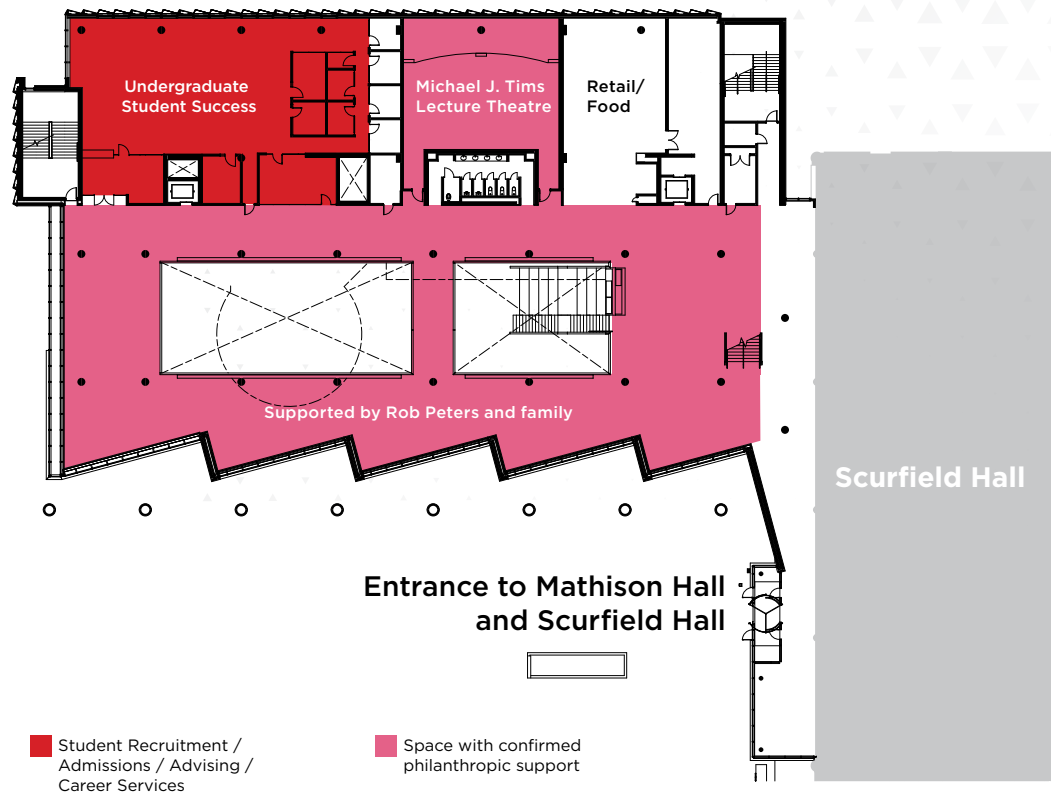 Undergraduate
Student Success
Michael J. Tims
Lecture Theatre
Retail/
Food
Supported by Rob Peters and family
Scurfield Hall
Entrance to Mathison Hall
and Scurfield Hall
Student Recruitment /
Admissions / Advising /
Career Services
Space with confirmed
philanthropic support